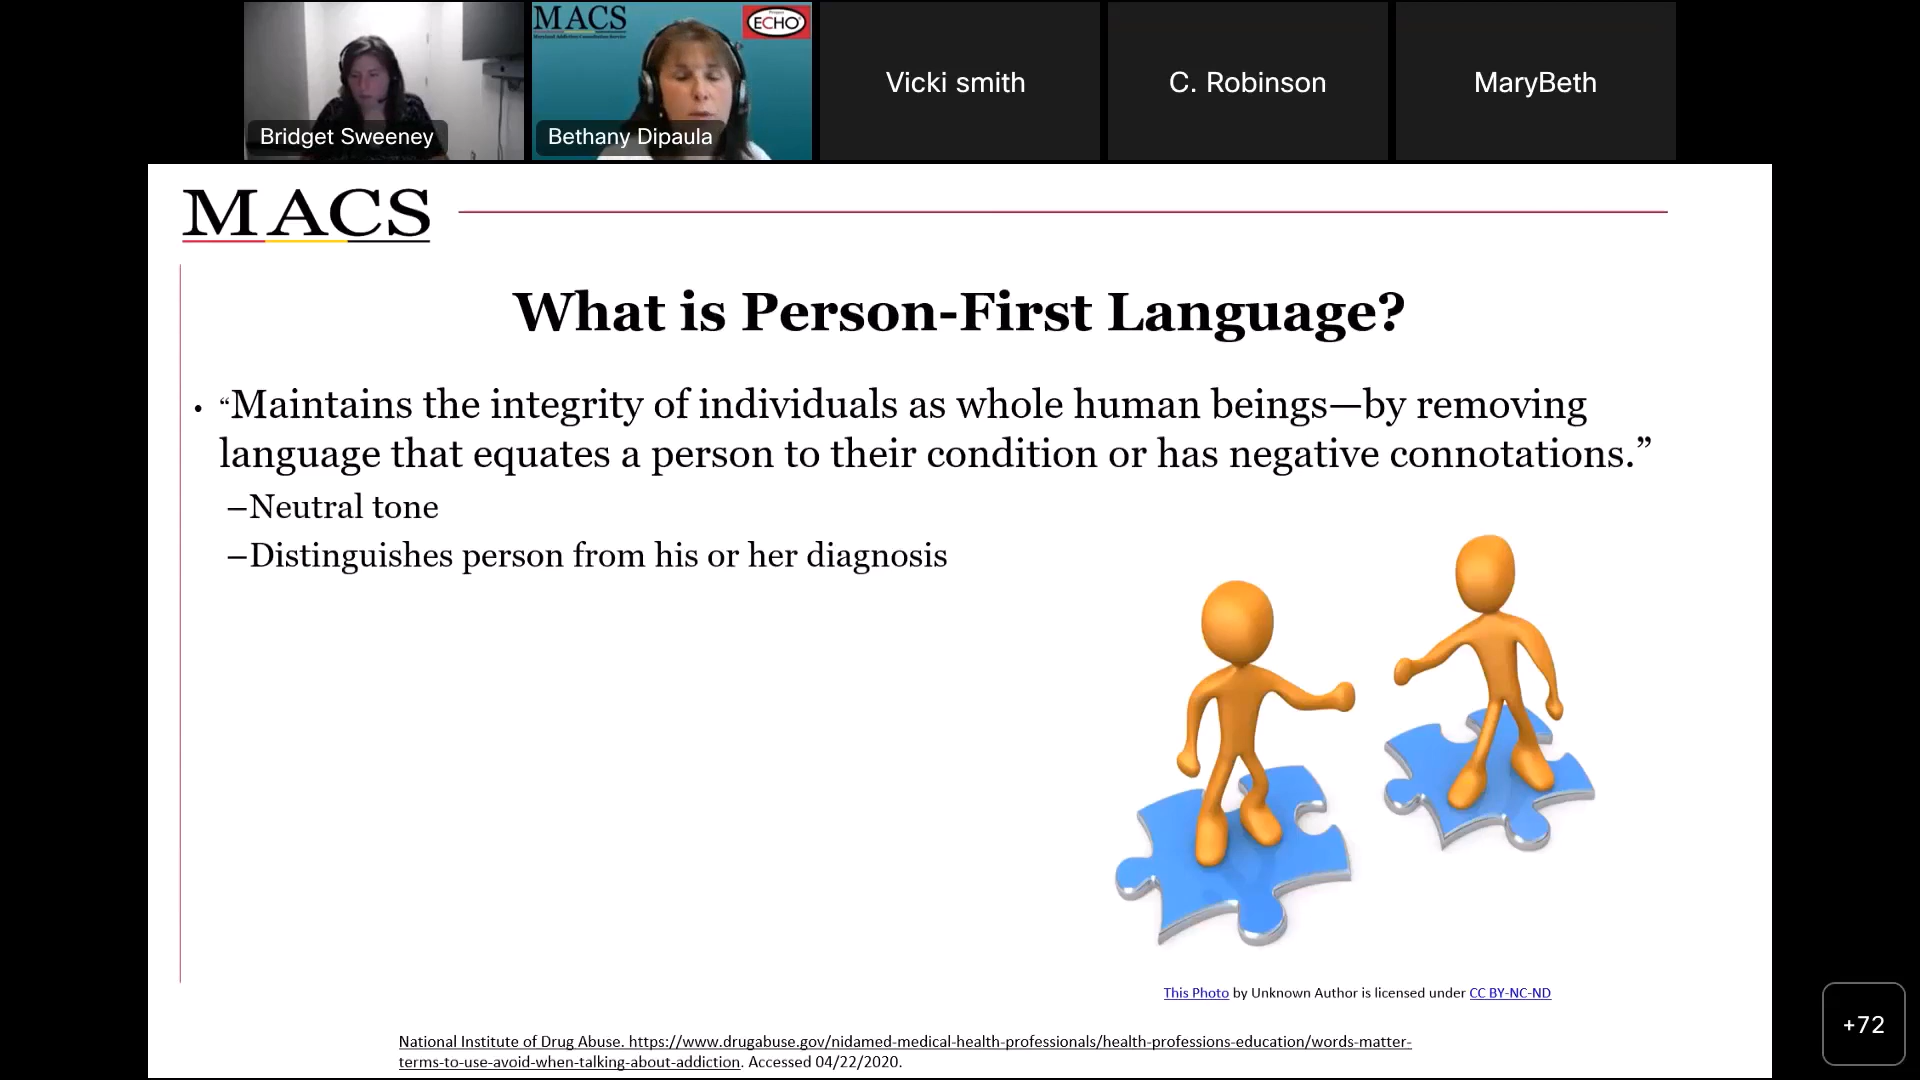 MACS
ECHO
Bridget Sweeney
Bethany Dipaula
Vicki smith
C. Robinson
MaryBeth
MACS
What is Person-First Language?
• “Maintains the integrity of individuals as whole human beings—by removing
language that equates a person to their condition or has negative connotations.”
–Neutral tone
–Distinguishes person from his or her diagnosis
This Photo by Unknown Author is licensed under CC BY-NC-ND
National Institute of Drug Abuse. https://www.drugabuse.gov/nidamed-medical-health-professionals/health-professions-education/words-matter-
terms-to-use-avoid-when-talking-about-addiction. Accessed 04/22/2020.
+72